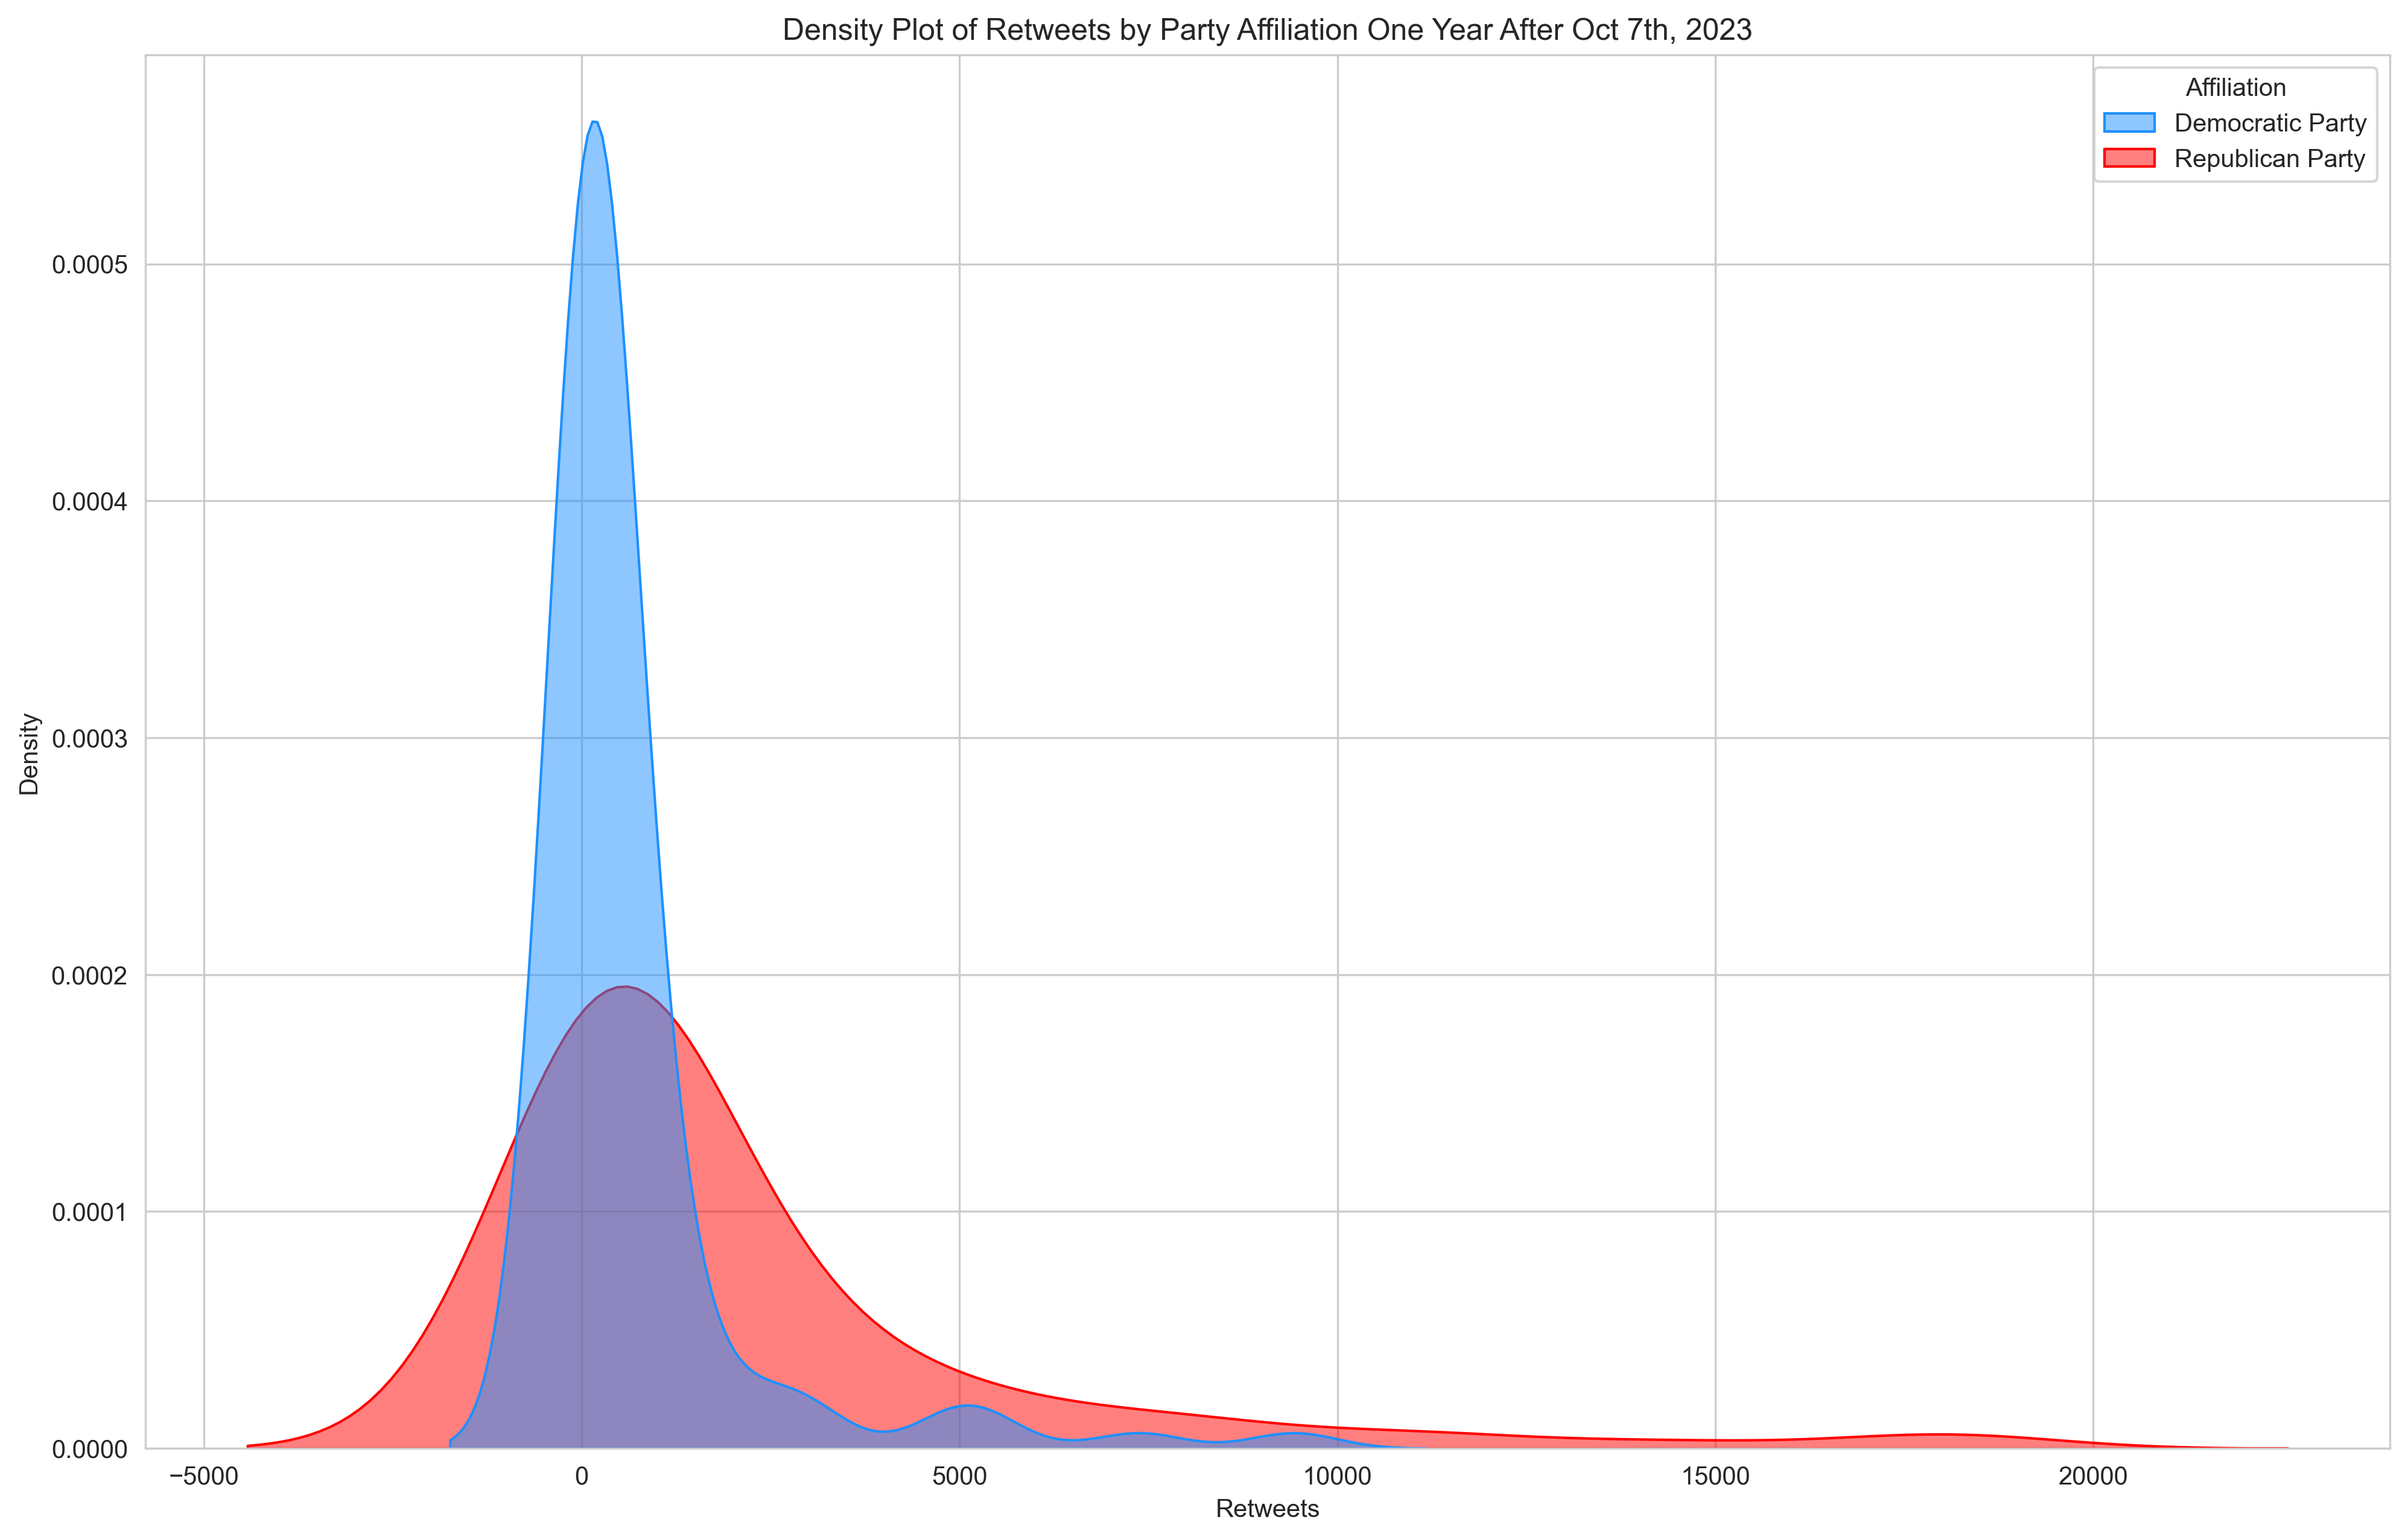 Density Plot of Retweets by Party Affiliation One Year After Oct 7th, 2023
Affiliation
Democratic Party
Republican Party
0.0005
0.0004
0.0003
0.0002
0.0001
0.0000
Density
−5000 0 5000 10000 15000 20000
Retweets